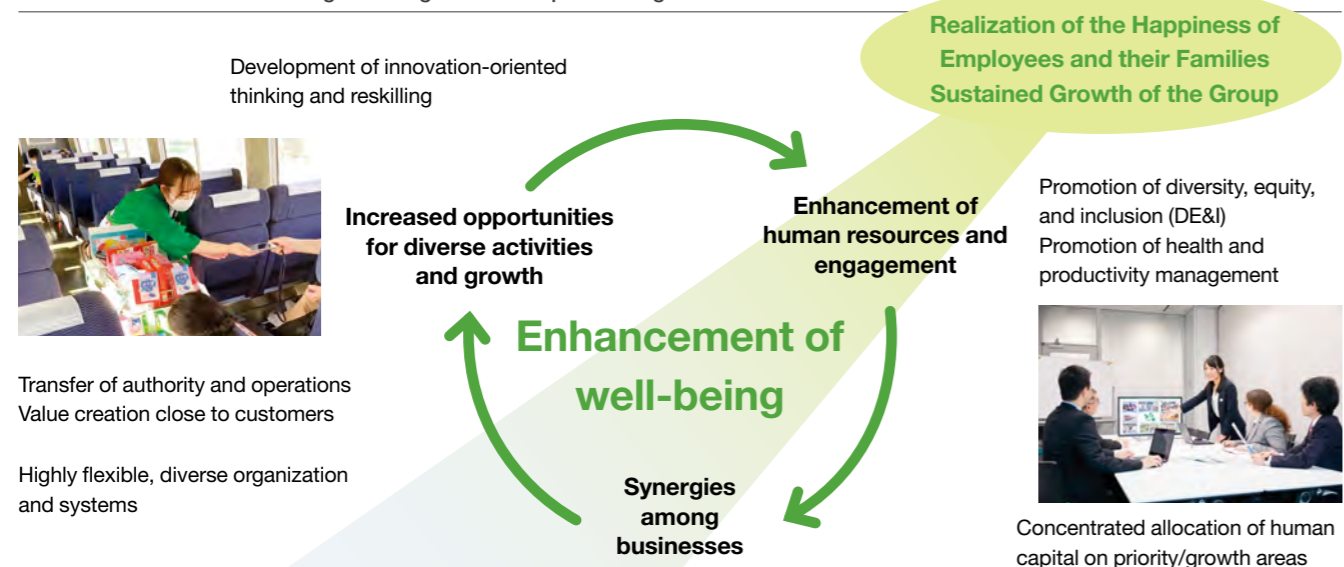 Realization of the Happiness of
Employees and their Families
Sustained Growth of the Group
Development of innovation-oriented
thinking and reskilling
Increased opportunities
for diverse activities
and growth
Enhancement of
human resources and
engagement
Promotion of diversity, equity,
and inclusion (DE&I)
Promotion of health and
productivity management
Enhancement of
well-being
Transfer of authority and operations
Value creation close to customers
Highly flexible, diverse organization
and systems
Synergies
among
businesses
Concentrated allocation of human
capital on priority/growth areas